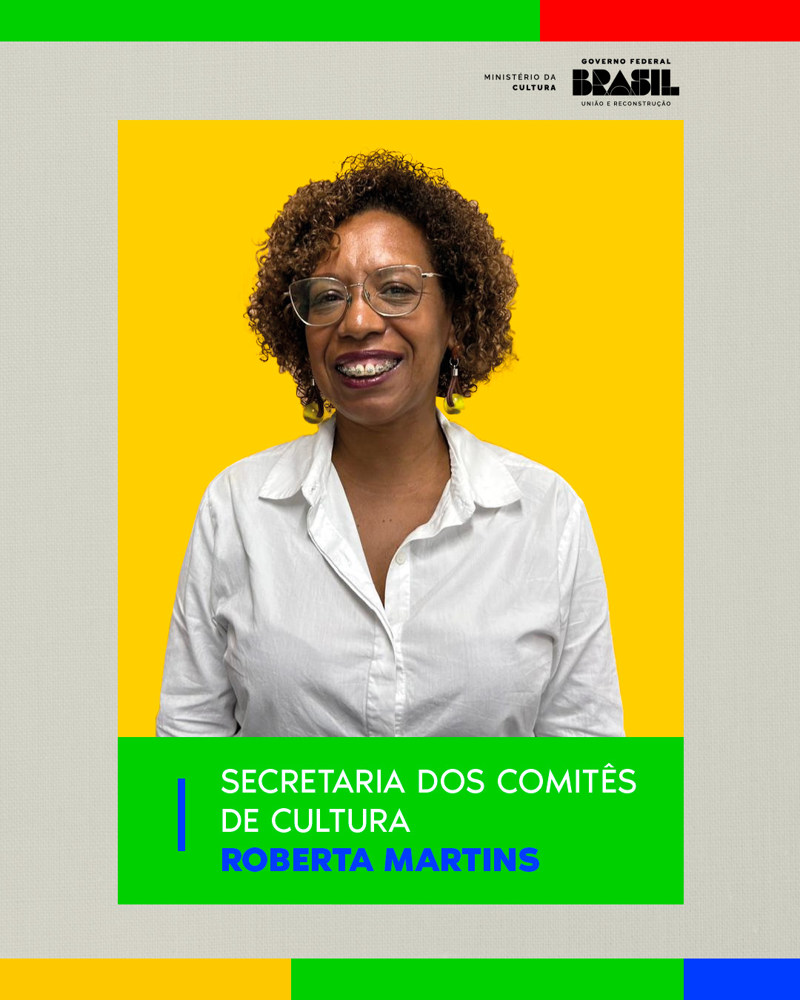 MINISTÉRIO DA
CULTURA
GOVERNO FEDERAL
BRASIL
UNIÃO E RECONSTRUÇÃO
SECRETARIA DOS COMITÊS
DE CULTURA
ROBERTA MARTINS